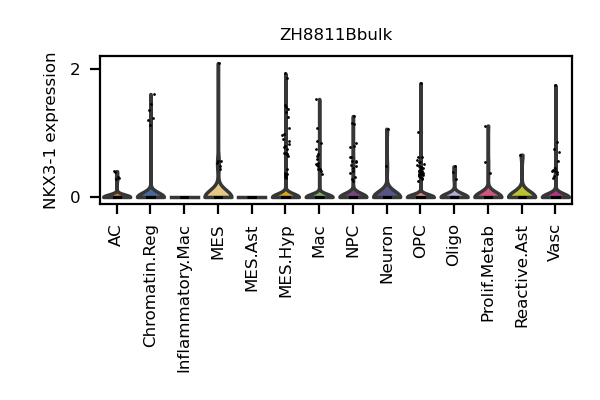 ZH8811Bbulk
NKX3-1 expression
2
0
AC
Chromatin.Reg
Inflammatory.Mac
MES
MES.Ast
MES.Hyp
Mac
NPC
Neuron
OPC
Oligo
Prolif.Metab
Reactive.Ast
Vasc